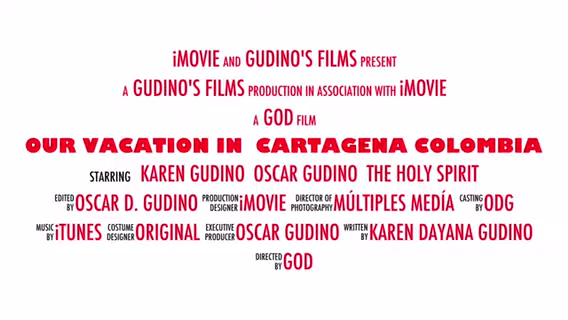 iMOVIE AND GUDINO'S FILMS PRESENT
A GUDINO'S FILMS PRODUCTION IN ASSOCIATION WITH iMOVIE
A GOD FILM
OUR VACATION IN CARTAGENA COLOMBIA
STARRING KAREN GUDINO OSCAR GUDINO THE HOLY SPIRIT
EDITED BY OSCAR D. GUDINO PRODUCTION DESIGNER iMOVIE DIRECTOR OF PHOTOGRAPHY MÚLTIPLES MEDÍA CASTING BY ODG
MUSIC BY iTUNES COSTUME DESIGNER ORIGINAL EXECUTIVE PRODUCER OSCAR GUDINO WRITTEN BY KAREN DAYANA GUDINO
DIRECTED BY GOD